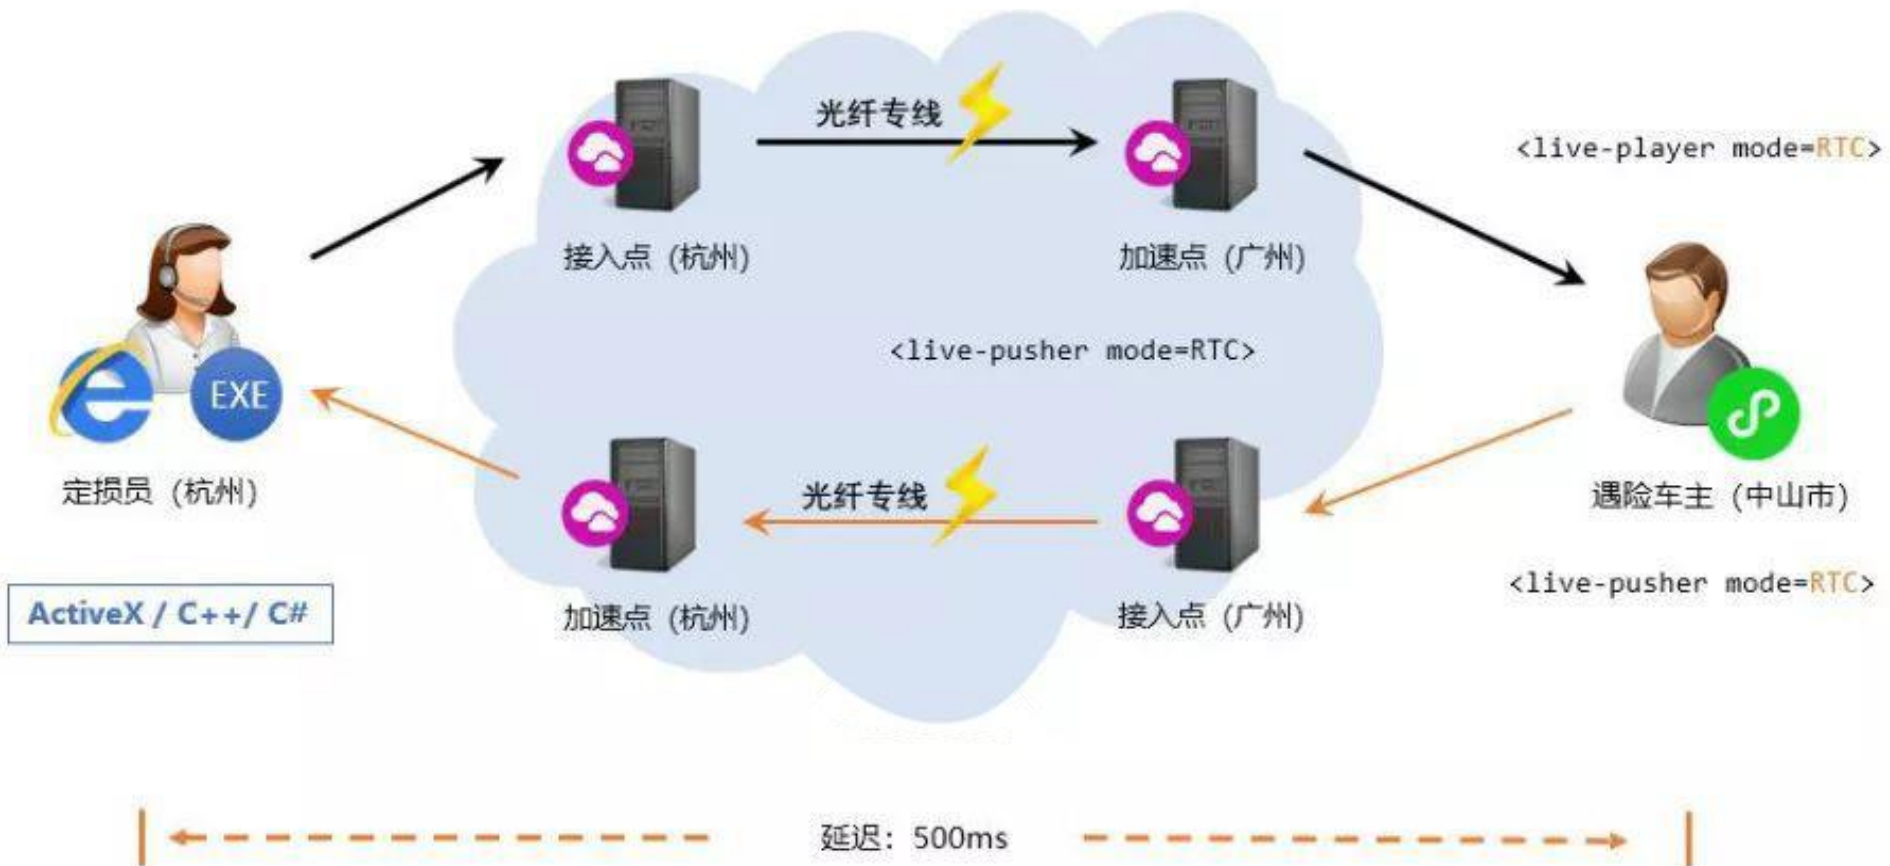 光纤专线
<live-player mode=RTC>
接入点 (杭州)
加速点 (广州)
<live-pusher mode=RTC>
EXE
定损员 (杭州)
光纤专线
遇险车主 (中山市)
<live-pusher mode=RTC>
ActiveX / C++/ C#
加速点 (杭州)
接入点 (广州)
延迟: 500ms